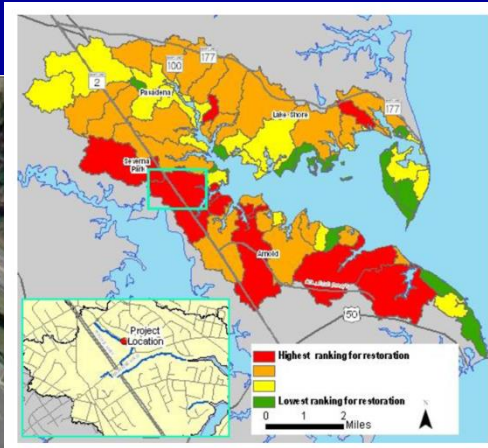 177
100
2
Pasadena
Lake Shore
177
Severna
Park
Arnold
50
Project
Location
Highest ranking for restoration
Lowest ranking for restoration
0 1 2
Miles
N